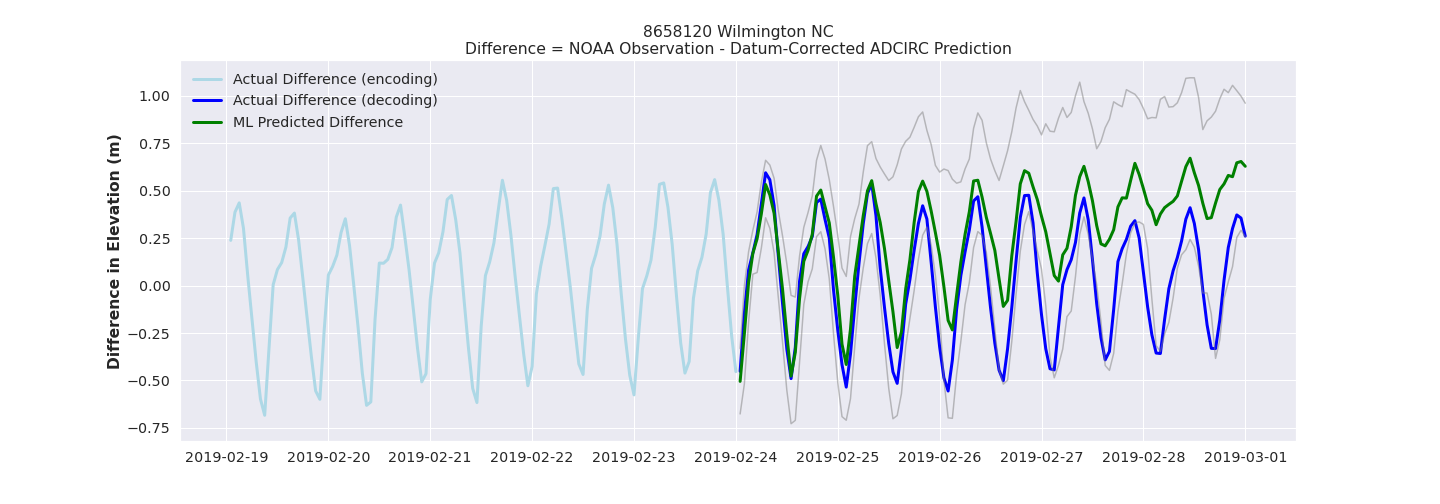 8658120 Wilmington NC
Difference = NOAA Observation - Datum-Corrected ADCIRC Prediction
Actual Difference (encoding)
Actual Difference (decoding)
ML Predicted Difference
Difference in Elevation (m)
1.00
0.75
0.50
0.25
0.00
−0.25
−0.50
−0.75
2019-02-19 2019-02-20 2019-02-21 2019-02-22 2019-02-23 2019-02-24 2019-02-25 2019-02-26 2019-02-27 2019-02-28 2019-03-01